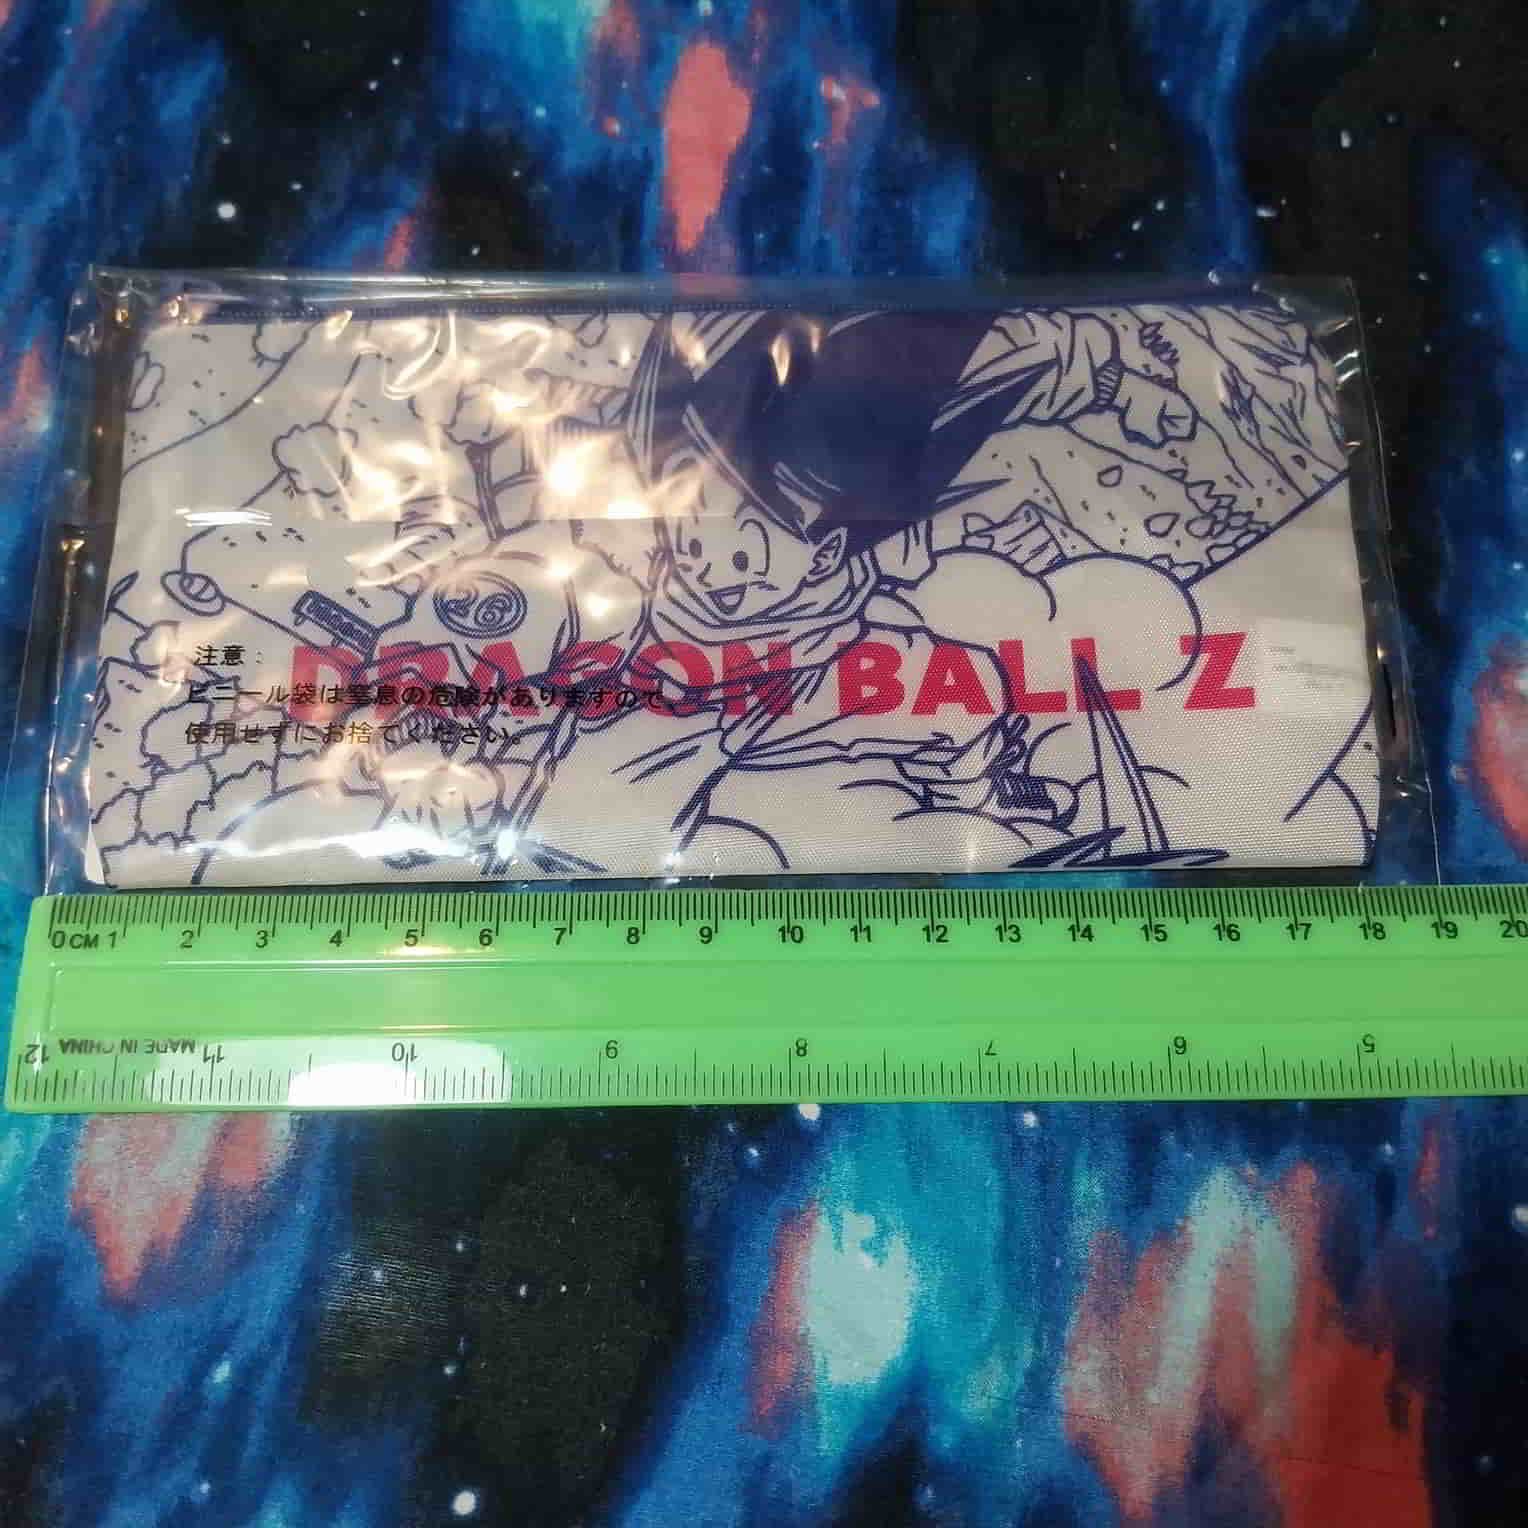 26
DRAGON BALL Z
注意：
ビニール袋は窒息の危険がありますので、
使用せずにお捨てください。
0 CM 1 2 3 4 5 6 7 8 9 10 11 12 13 14 15 16 17 18 19 20
12 MADE IN CHINA 11 10 9 8 7 6 5